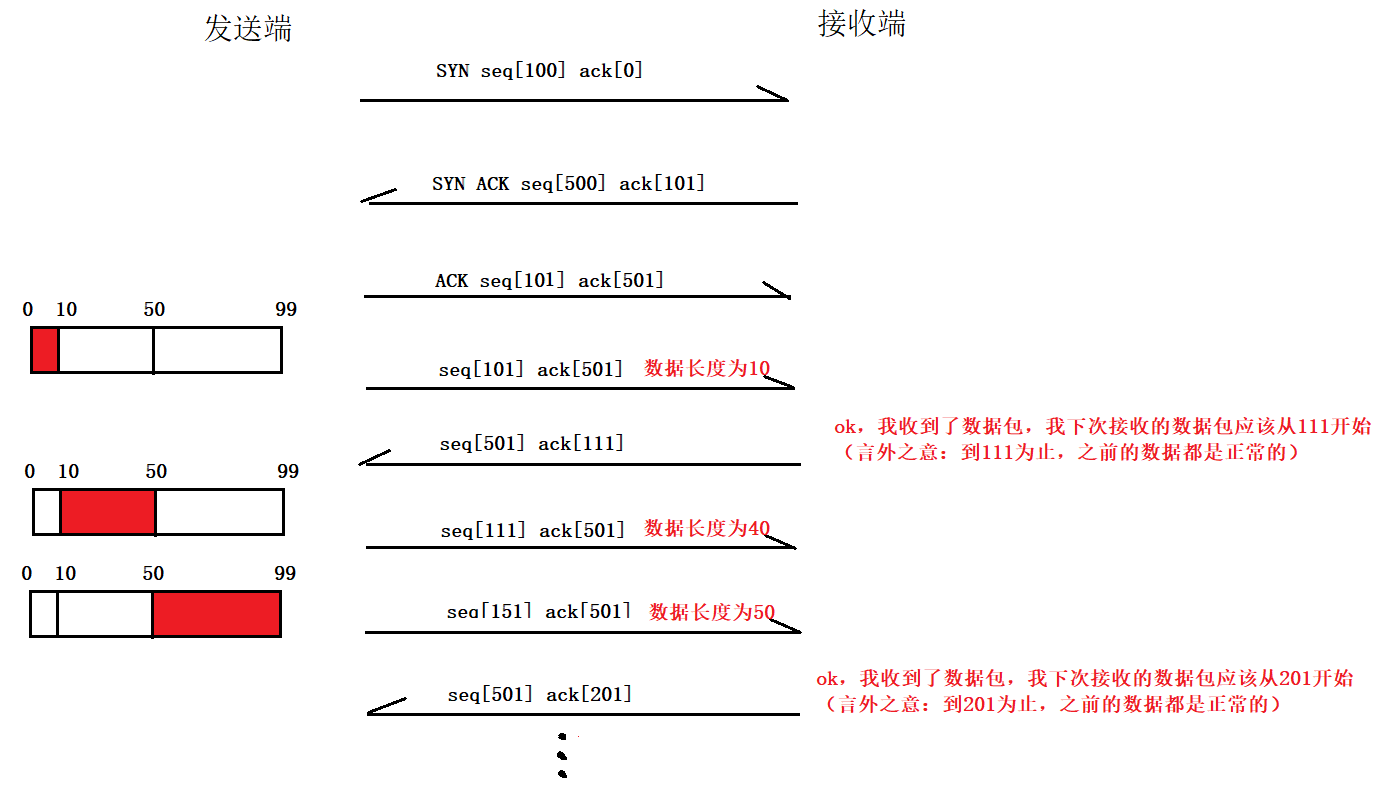 发送端
接收端
SYN seq[100] ack[0]
SYN ACK seq[500] ack[101]
ACK seq[101] ack[501]
0 10 50 99
seq[101] ack[501] 数据长度为10
ok，我收到了数据包，我下次接收的数据包应该从111开始
（言外之意：到111为止，之前的数据都是正常的）
seq[501] ack[111]
0 10 50 99
seq[111] ack[501] 数据长度为40
0 10 50 99
seq[151] ack[501] 数据长度为50
ok，我收到了数据包，我下次接收的数据包应该从201开始
（言外之意：到201为止，之前的数据都是正常的）
seq[501] ack[201]